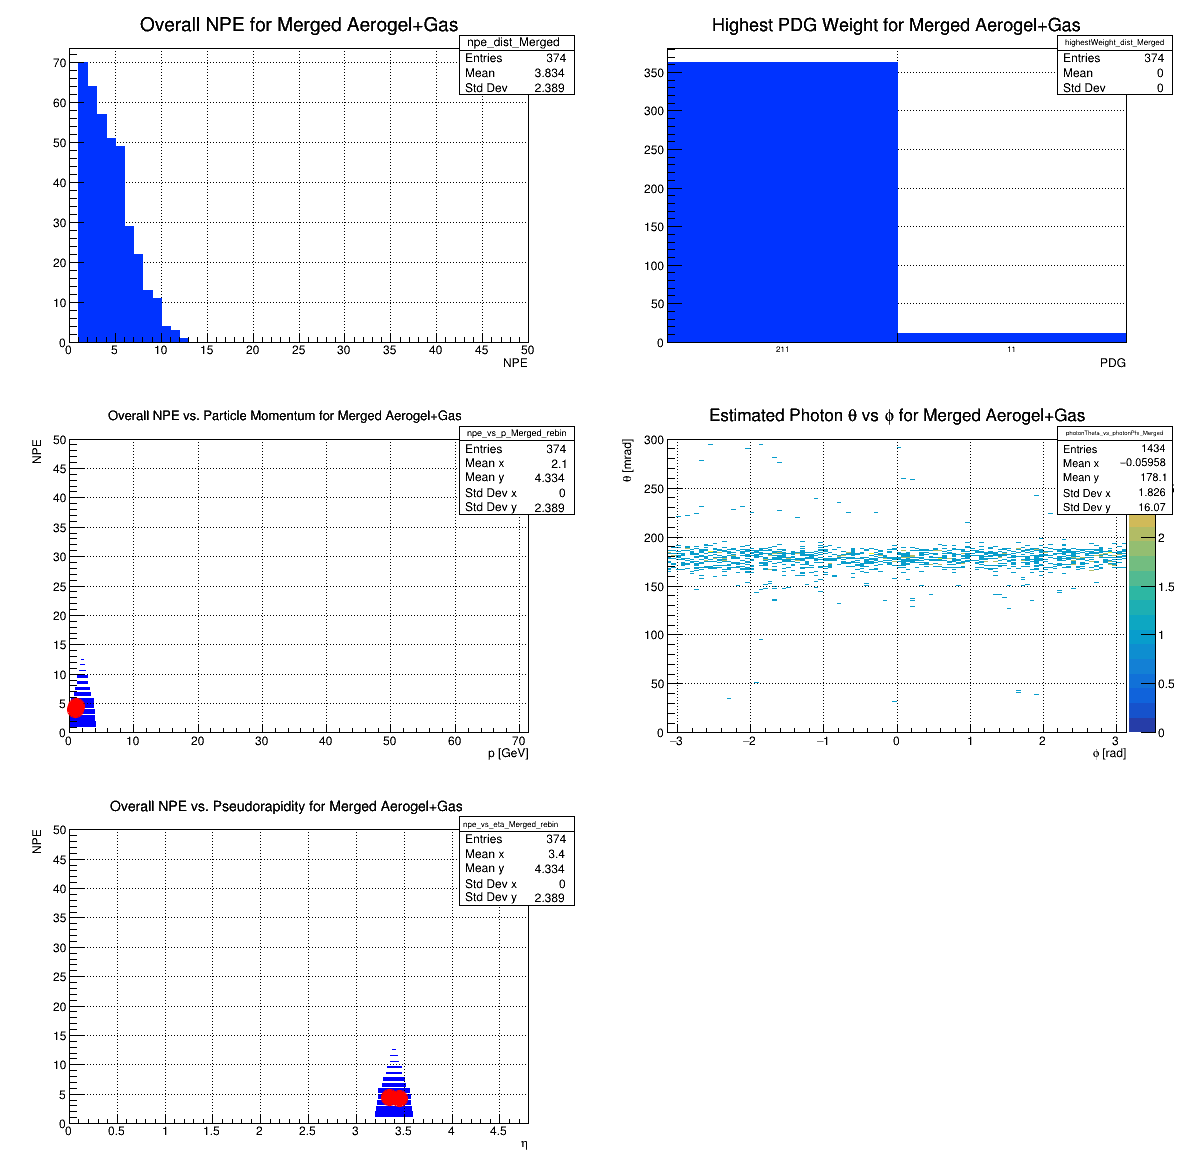 Overall NPE for Merged Aerogel+Gas
npe_dist_Merged
Entries 374
Mean 3.834
Std Dev 2.389
70
60
50
40
30
20
10
0
0 5 10 15 20 25 30 35 40 45 50
NPE
Highest PDG Weight for Merged Aerogel+Gas
highestWeight_dist_Merged
Entries 374
Mean 0
Std Dev 0
350
300
250
200
150
100
50
0
211 11
PDG
Overall NPE vs. Particle Momentum for Merged Aerogel+Gas
npe_vs_p_Merged_rebin
Entries 374
Mean x 2.1
Mean y 4.334
Std Dev x 0
Std Dev y 2.389
NPE
50
45
40
35
30
25
20
15
10
5
0
0 10 20 30 40 50 60 70
p [GeV]
Estimated Photon θ vs ϕ for Merged Aerogel+Gas
photonTheta_vs_photonPhi_Merged
Entries 1434
Mean x −0.05958
Mean y 178.1
Std Dev x 1.826
Std Dev y 16.07
θ [mrad]
300
250
200
150
100
50
0
−3 −2 −1 0 1 2 3
ϕ [rad]
2
1.5
1
0.5
0
Overall NPE vs. Pseudorapidity for Merged Aerogel+Gas
npe_vs_eta_Merged_rebin
Entries 374
Mean x 3.4
Mean y 4.334
Std Dev x 0
Std Dev y 2.389
NPE
50
45
40
35
30
25
20
15
10
5
0
0 0.5 1 1.5 2 2.5 3 3.5 4 4.5
η